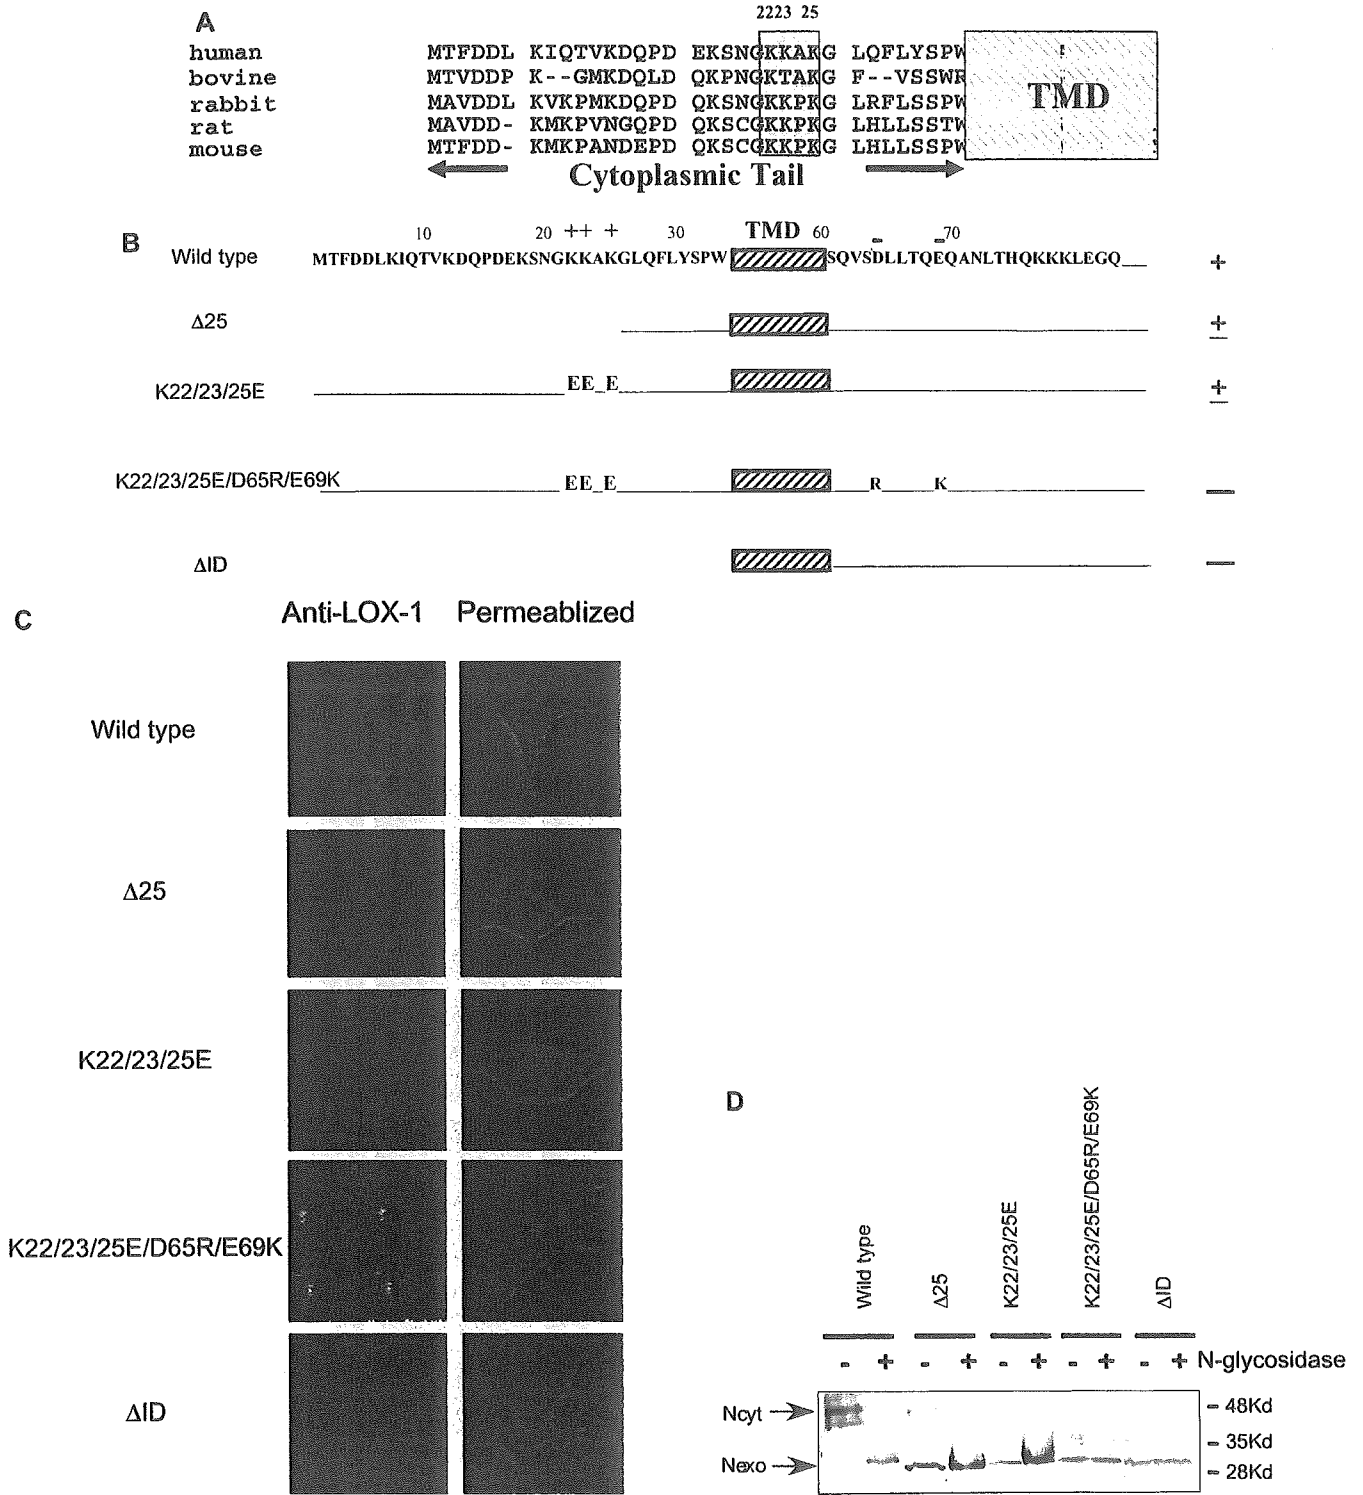 A
2223 25
human MTFDDL KIQTVKDQPD EKSNGKKAKG LQFLYSPW
bovine MTVDDP K--GMKDQLD QKPNGKTAKG F--VSSWR
rabbit MAVDDL KVKPMKDQPD QKSNGKKPKG LRFLSSPW
rat MAVDD- KMKPVNGQPD QKSCGKKPKG LHLLSSTW
mouse MTFDD- KMKPANDEPD QKSCGKKPKG LHLLSSPW
TMD
Cytoplasmic Tail
B
10 20 ++ + 30 TMD 60 - -70
Wild type MTFDDLKIQTVKDQPDEKSNGKKAKGLQFLYSPW SQVSDLLTQEQANLTHQKKKLEGQ__ +
Δ25 ±
K22/23/25E EE_E ±
K22/23/25E/D65R/E69K EE_E R K —
ΔID —
C
Anti-LOX-1 Permeablized
Wild type
Δ25
K22/23/25E
K22/23/25E/D65R/E69K
ΔID
D
Wild type Δ25 K22/23/25E K22/23/25E/D65R/E69K ΔID
- + - + - + - + - + N-glycosidase
Ncyt
Nexo
- 48Kd
- 35Kd
- 28Kd